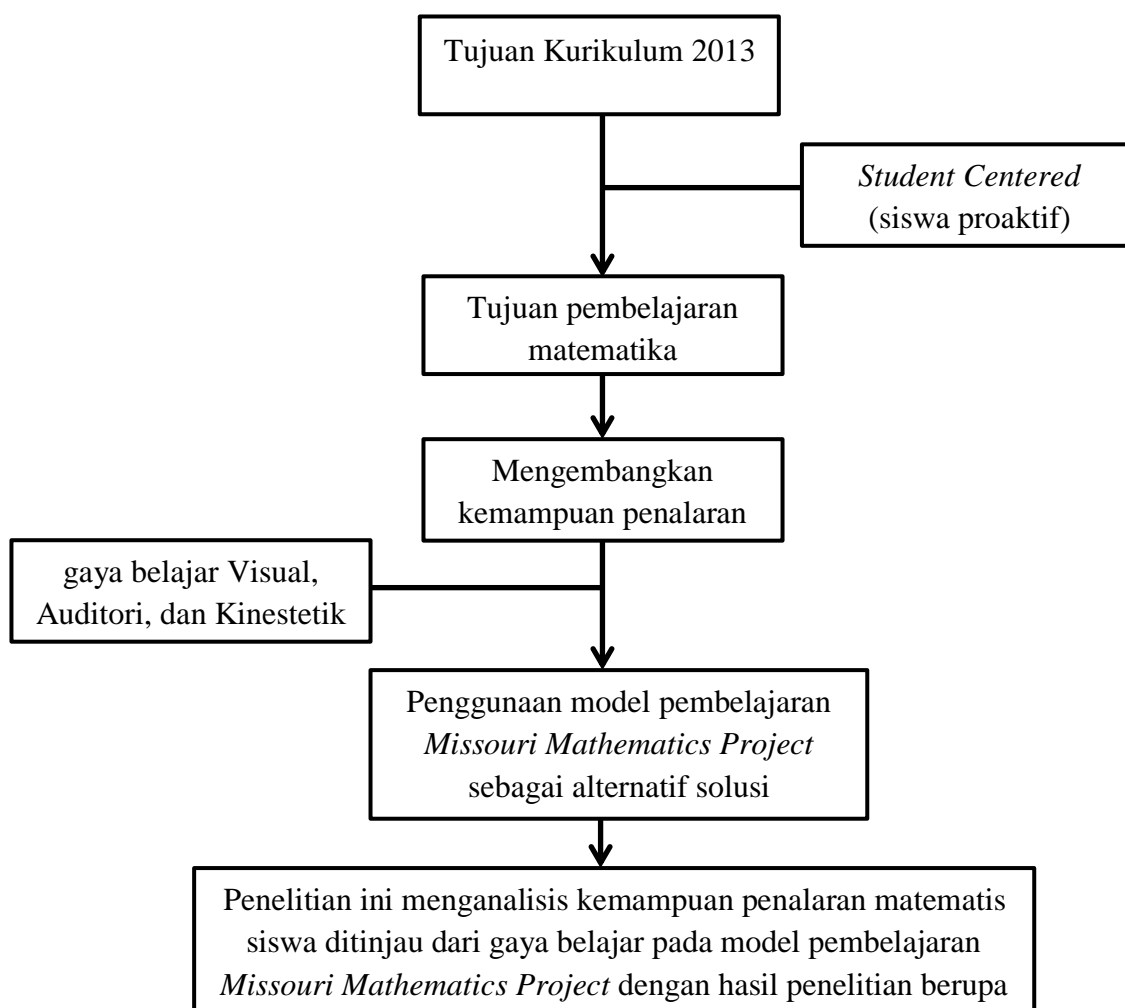 Tujuan Kurikulum 2013
Student Centered
(siswa proaktif)
Tujuan pembelajaran
matematika
Mengembangkan
kemampuan penalaran
gaya belajar Visual,
Auditori, dan Kinestetik
Penggunaan model pembelajaran
Missouri Mathematics Project
sebagai alternatif solusi
Penelitian ini menganalisis kemampuan penalaran matematis
siswa ditinjau dari gaya belajar pada model pembelajaran
Missouri Mathematics Project dengan hasil penelitian berupa